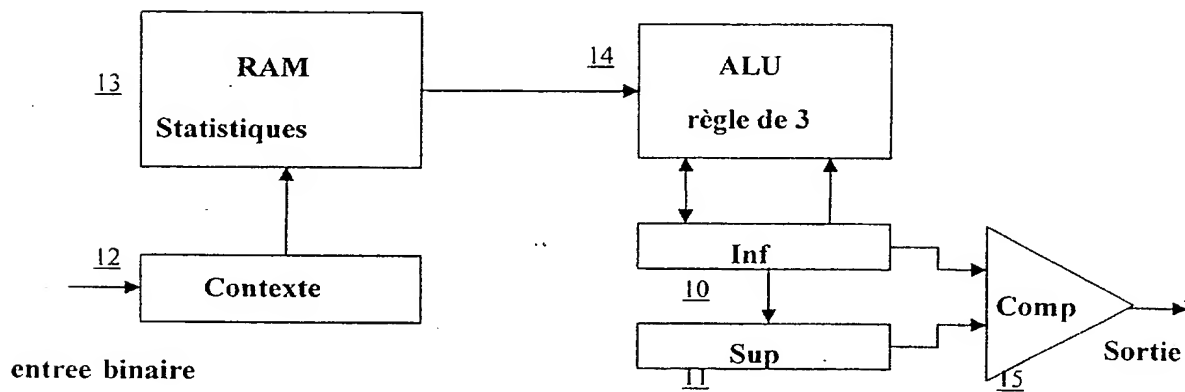 13
RAM
Statistiques
14
ALU
règle de 3
12
Contexte
entree binaire
Inf
10
Sup
11
Comp
15
Sortie